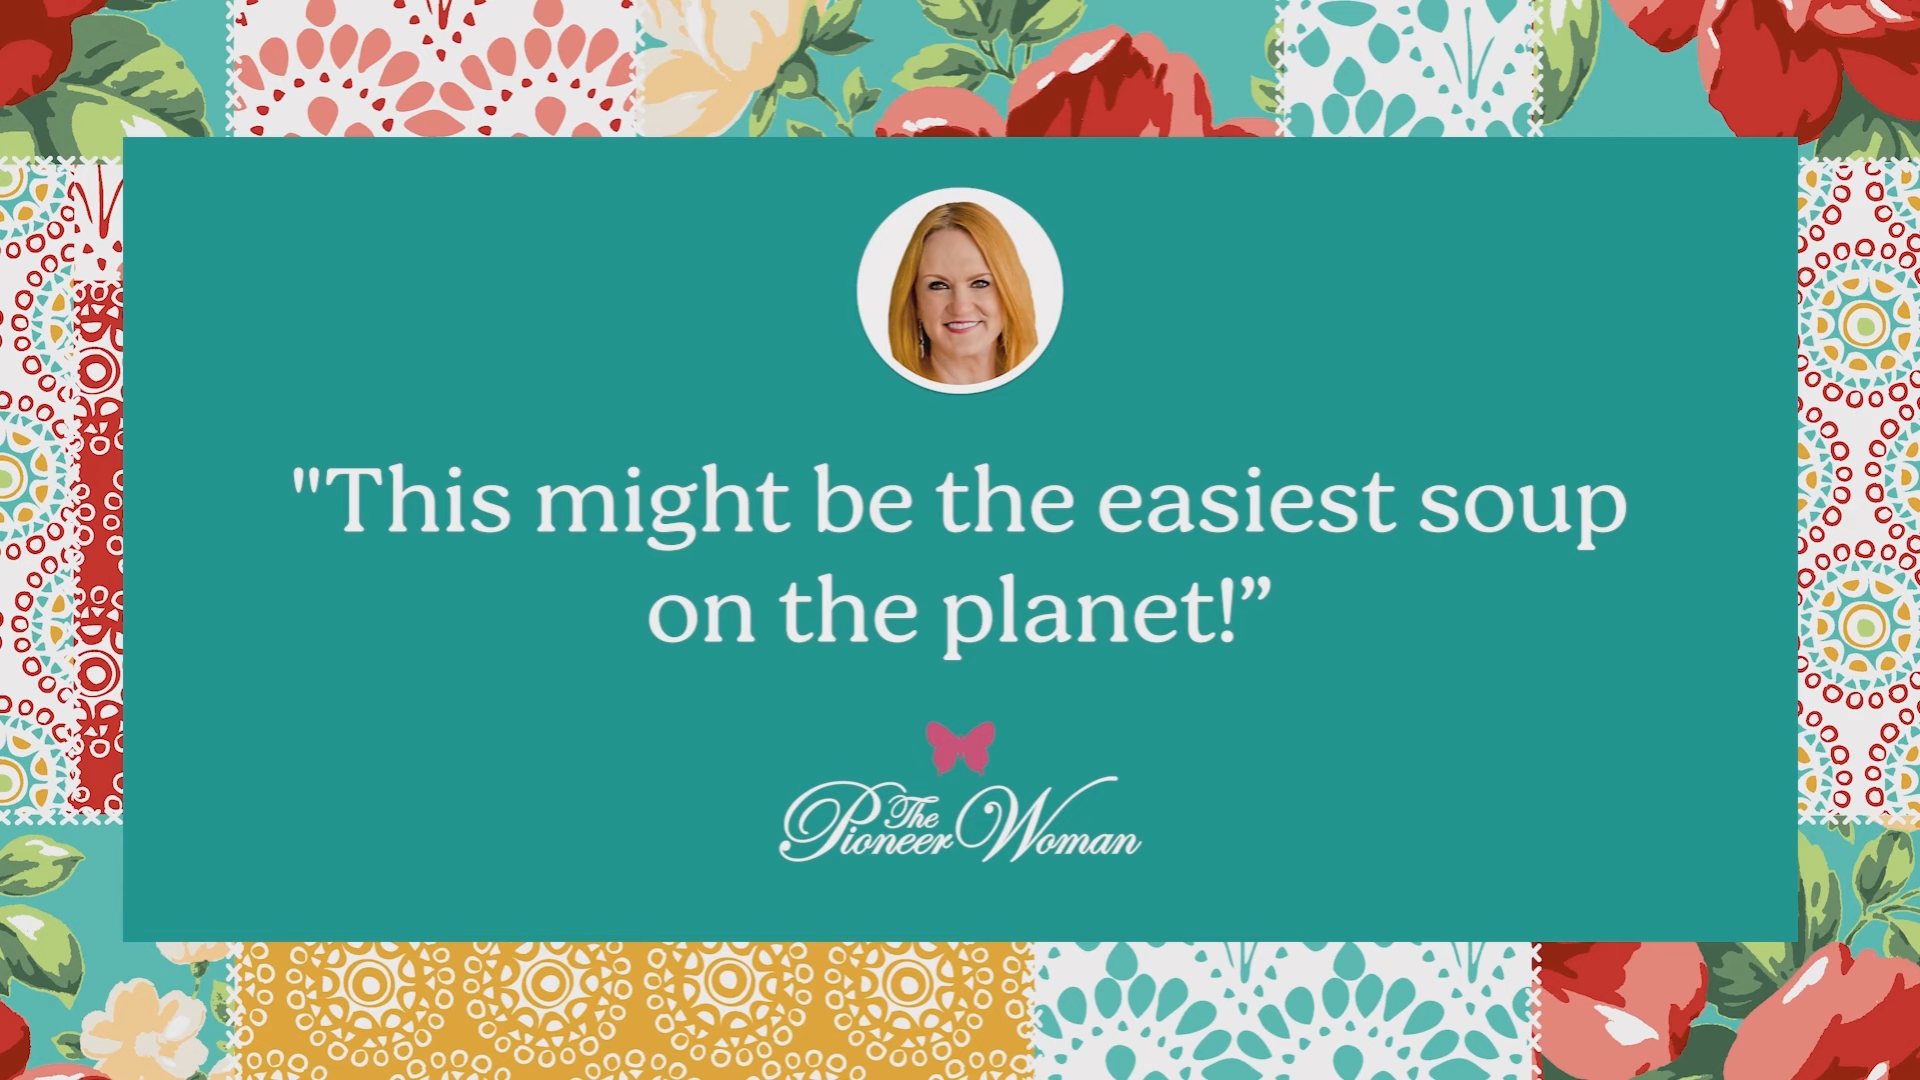 "This might be the easiest soup
on the planet!”
The
Pioneer Woman